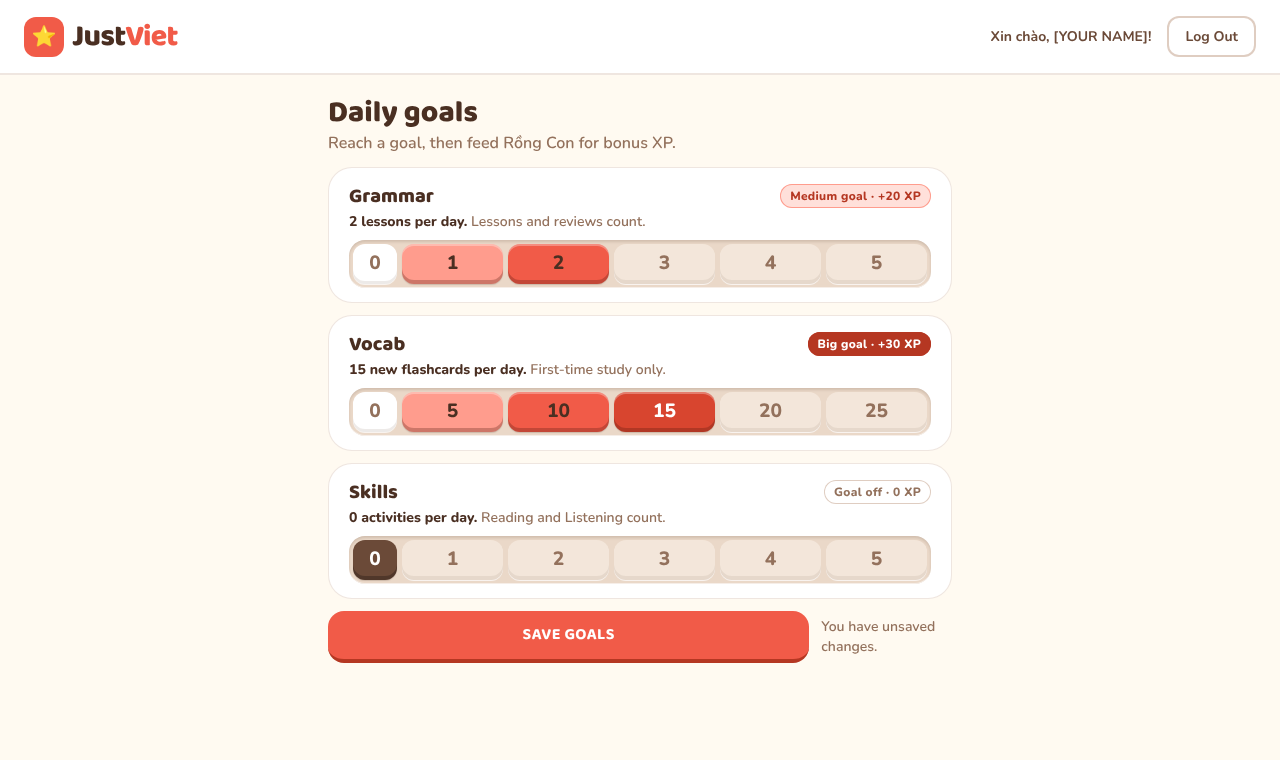 JustViet
Xin chào, [YOUR NAME]!
Log Out
Daily goals
Reach a goal, then feed Rồng Con for bonus XP.
Grammar
Medium goal · +20 XP
2 lessons per day. Lessons and reviews count.
0 1 2 3 4 5
Vocab
Big goal · +30 XP
15 new flashcards per day. First-time study only.
0 5 10 15 20 25
Skills
Goal off · 0 XP
0 activities per day. Reading and Listening count.
0 1 2 3 4 5
SAVE GOALS
You have unsaved
changes.